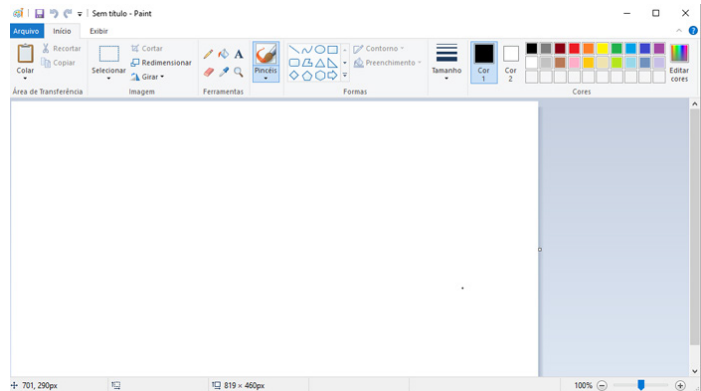 Sem título - Paint
Arquivo Início Exibir
Colar
Recortar
Copiar
Área de Transferência
Selecionar
Cortar
Redimensionar
Girar
Imagem
A
Ferramentas
Pincéis
Contorno
Preenchimento
Formas
Tamanho
Cor
1
Cor
2
Editar
cores
Cores
701, 290px
819 × 460px
100%